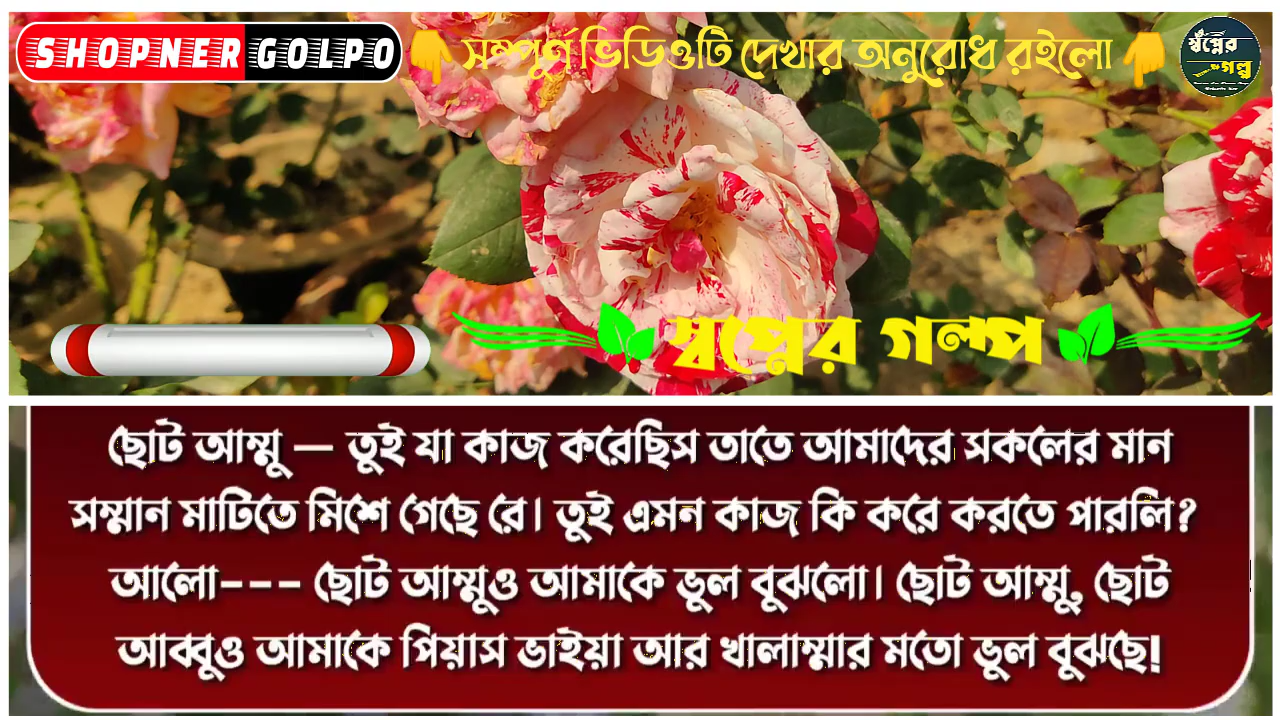 SHOPNER GOLPO
সম্পূর্ণ ভিডিওটি দেখার অনুরোধ রইলো
স্বপ্নের
গল্প
স্বপ্নের গল্প
ছোট আম্মু — তুই যা কাজ করেছিস তাতে আমাদের সকলের মান
সম্মান মাটিতে মিশে গেছে রে। তুই এমন কাজ কি করে করতে পারলি?
আলো--- ছোট আম্মুও আমাকে ভুল বুঝলো। ছোট আম্মু, ছোট
আব্বুও আমাকে পিয়াস ভাইয়া আর খালাম্মার মতো ভুল বুঝছে!